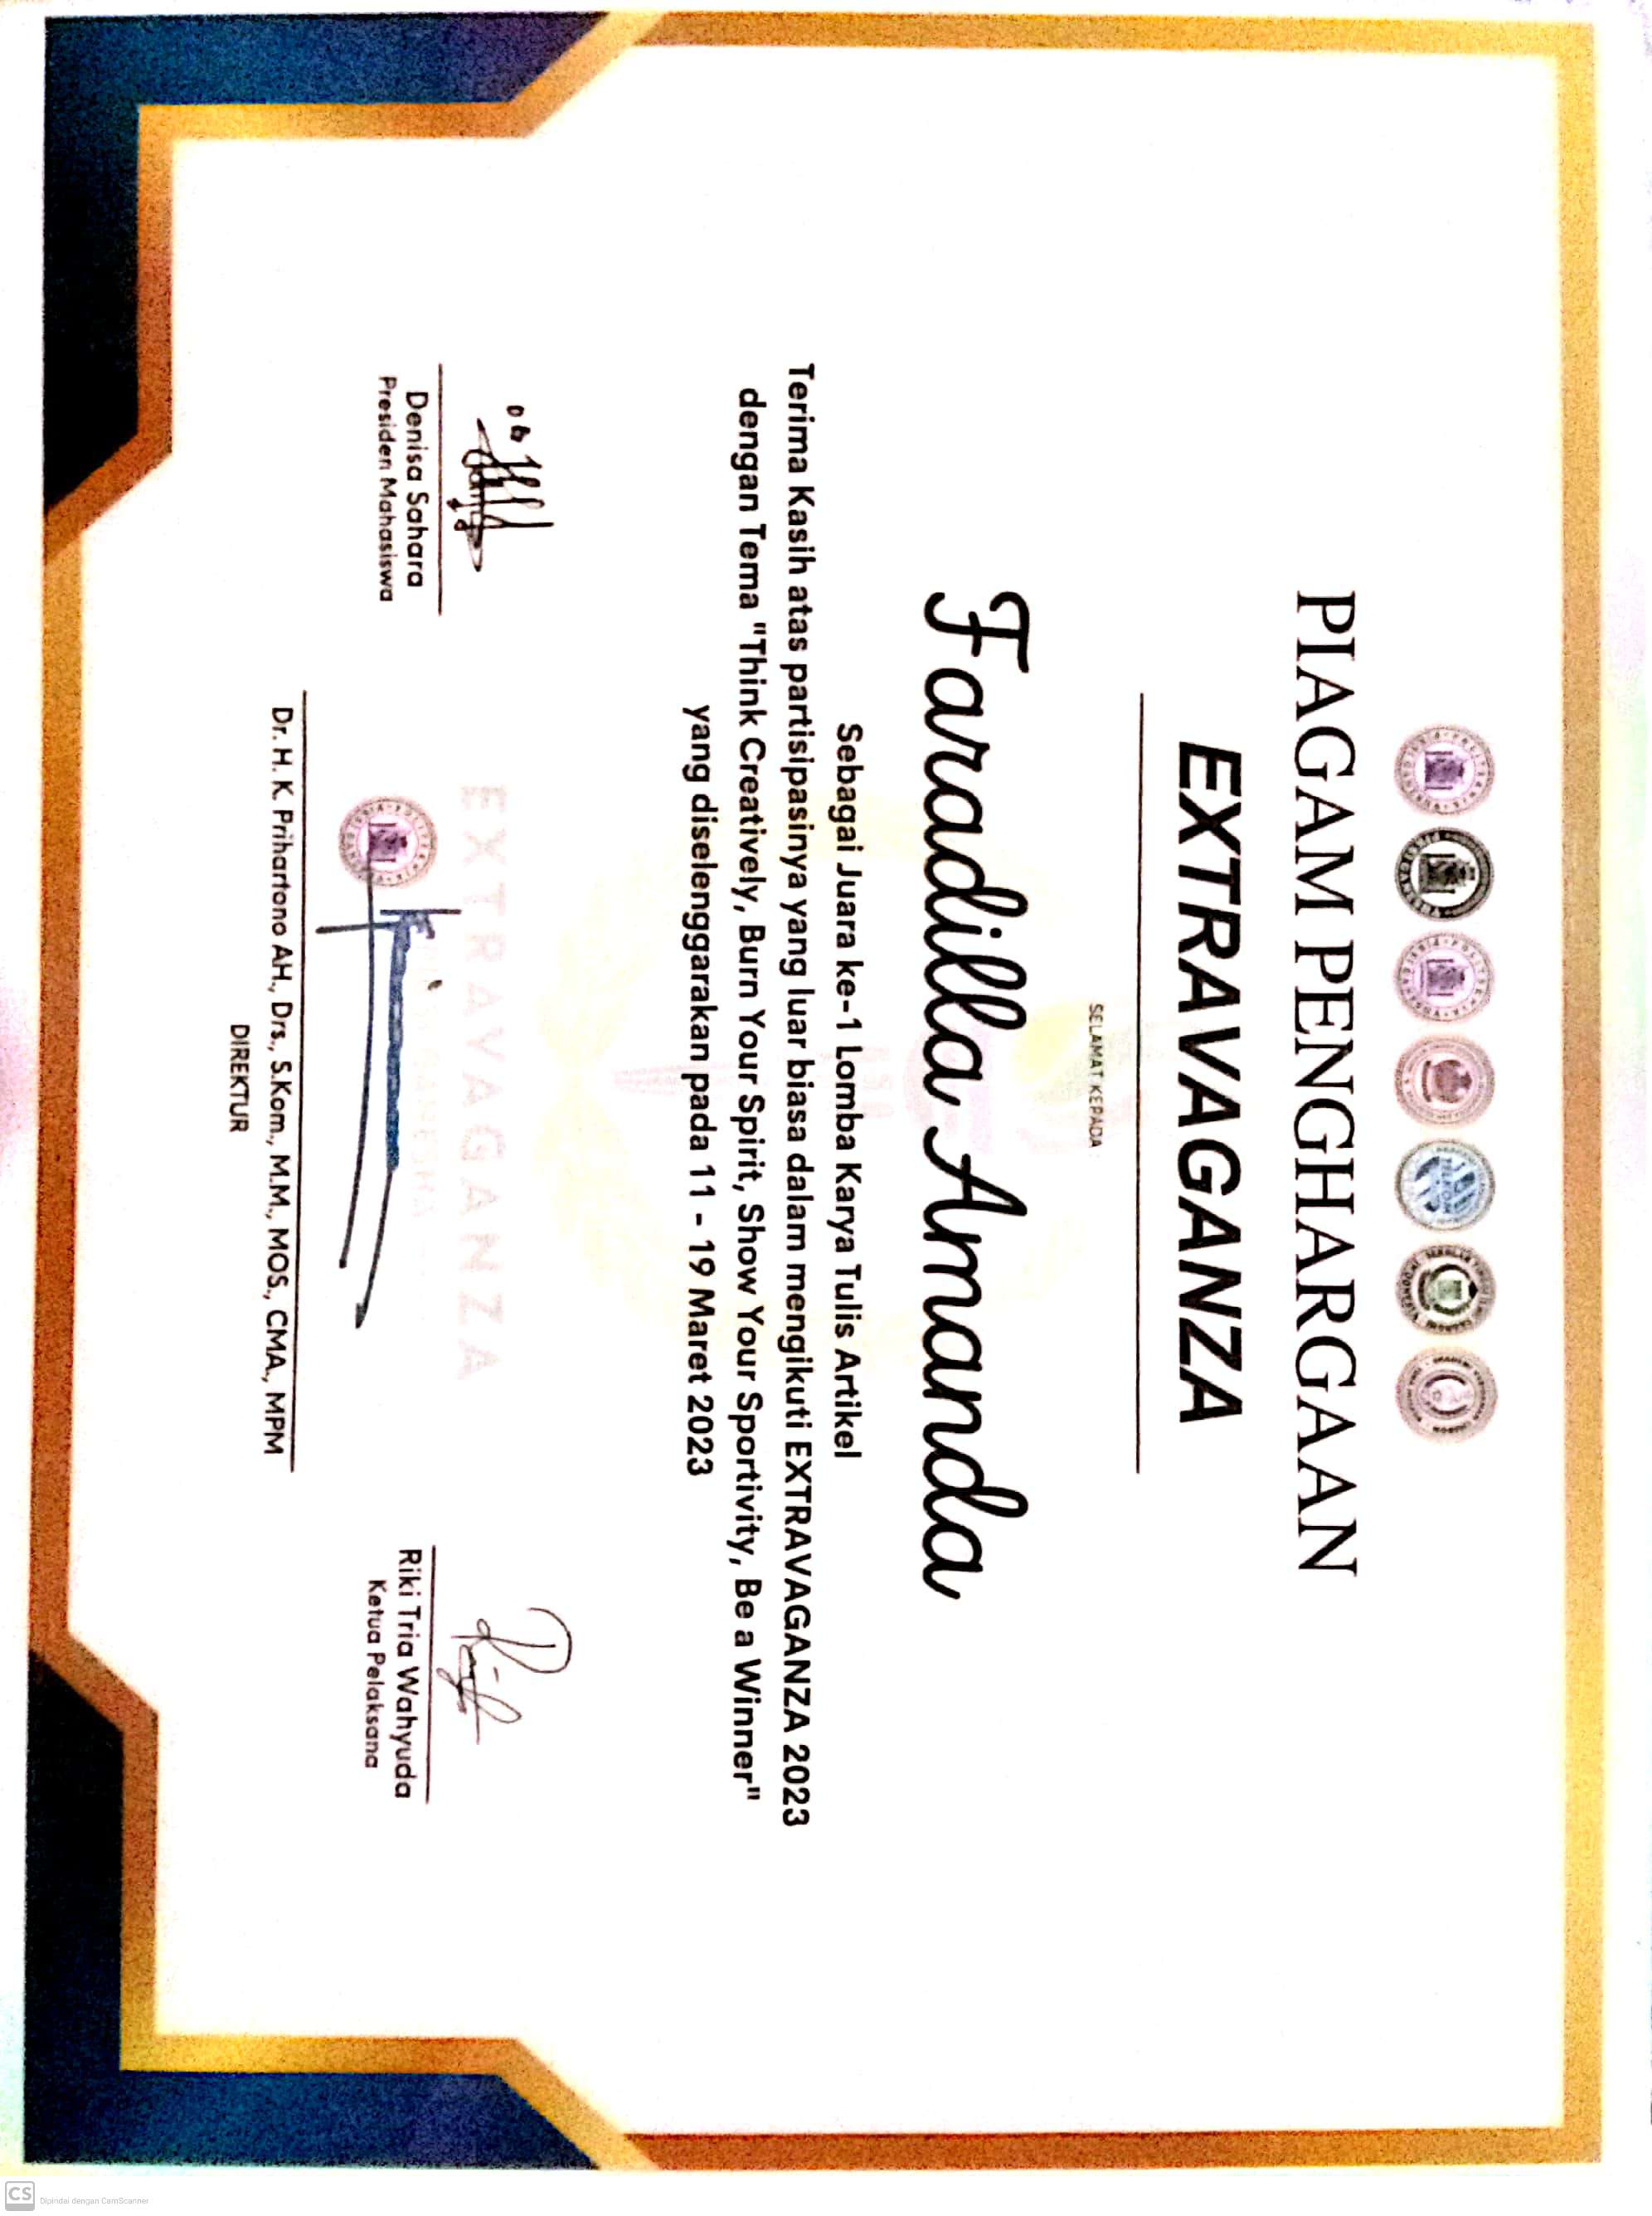 PIAGAM PENGHARGAAN
EXTRAVAGANZA
SELAMAT KEPADA
Faradilla Amanda
Sebagai Juara ke-1 Lomba Karya Tulis Artikel
Terima Kasih atas partisipasinya yang luar biasa dalam mengikuti EXTRAVAGANZA 2023
dengan Tema "Think Creatively, Burn Your Spirit, Show Your Sportivity, Be a Winner"
yang diselenggarakan pada 11 - 19 Maret 2023
EXTRAVAGANZA
Denisa Sahara
Presiden Mahasiswa
Riki Tria Wahyuda
Ketua Pelaksana
Dr. H. K. Prihartono AH., Drs., S.Kom., M.M., MOS., CMA., MPM
DIREKTUR
CS Dipindai dengan CamScanner